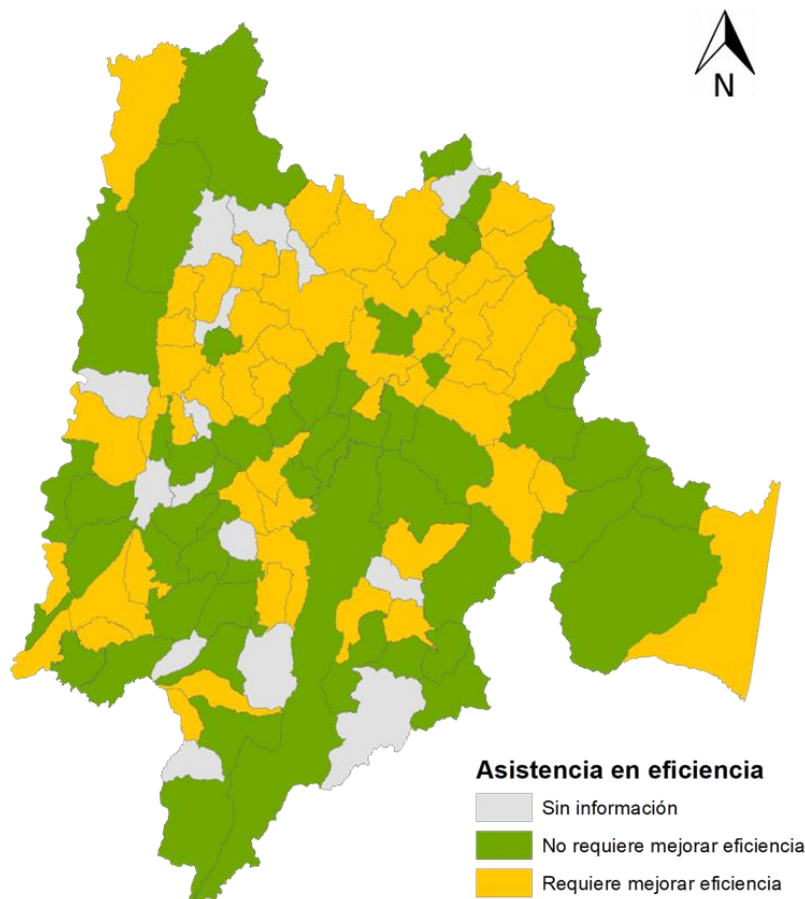 N
Asistencia en eficiencia
Sin información
No requiere mejorar eficiencia
Requiere mejorar eficiencia